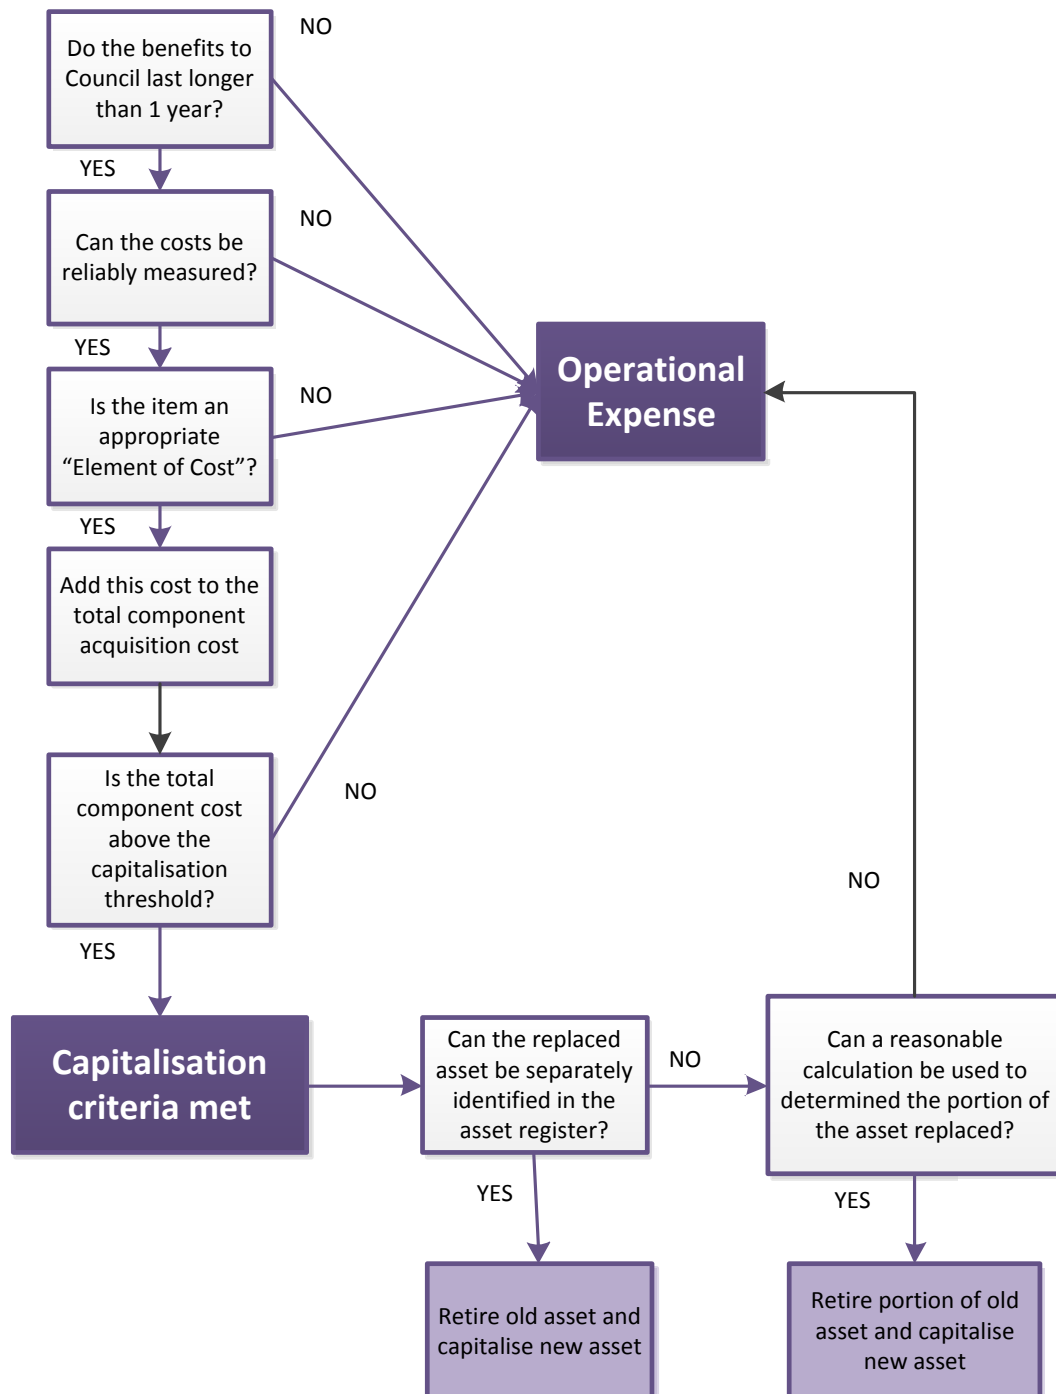 Do the benefits to
Council last longer
than 1 year?
NO
YES
Can the costs be
reliably measured?
NO
YES
Is the item an
appropriate
“Element of Cost”?
NO
Operational
Expense
YES
Add this cost to the
total component
acquisition cost
Is the total
component cost
above the
capitalisation
threshold?
NO
NO
YES
Capitalisation
criteria met
Can the replaced
asset be separately
identified in the
asset register?
NO
Can a reasonable
calculation be used to
determined the portion of
the asset replaced?
YES
YES
Retire old asset and
capitalise new asset
Retire portion of old
asset and capitalise
new asset